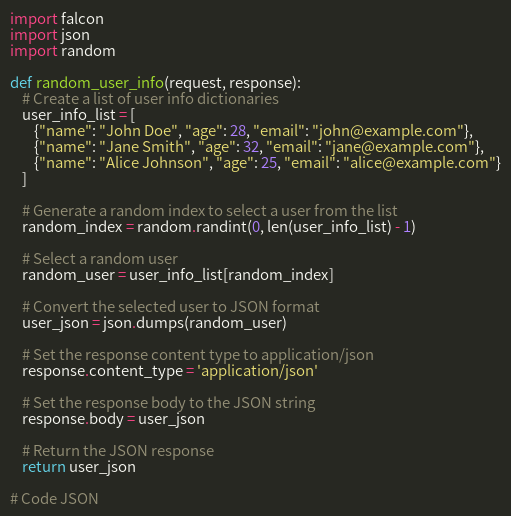 import falcon
import json
import random
def random_user_info(request, response):
# Create a list of user info dictionaries
user_info_list = [
{"name": "John Doe", "age": 28, "email": "john@example.com"},
{"name": "Jane Smith", "age": 32, "email": "jane@example.com"},
{"name": "Alice Johnson", "age": 25, "email": "alice@example.com"}
]
# Generate a random index to select a user from the list
random_index = random.randint(0, len(user_info_list) - 1)
# Select a random user
random_user = user_info_list[random_index]
# Convert the selected user to JSON format
user_json = json.dumps(random_user)
# Set the response content type to application/json
response.content_type = 'application/json'
# Set the response body to the JSON string
response.body = user_json
# Return the JSON response
return user_json
# Code JSON